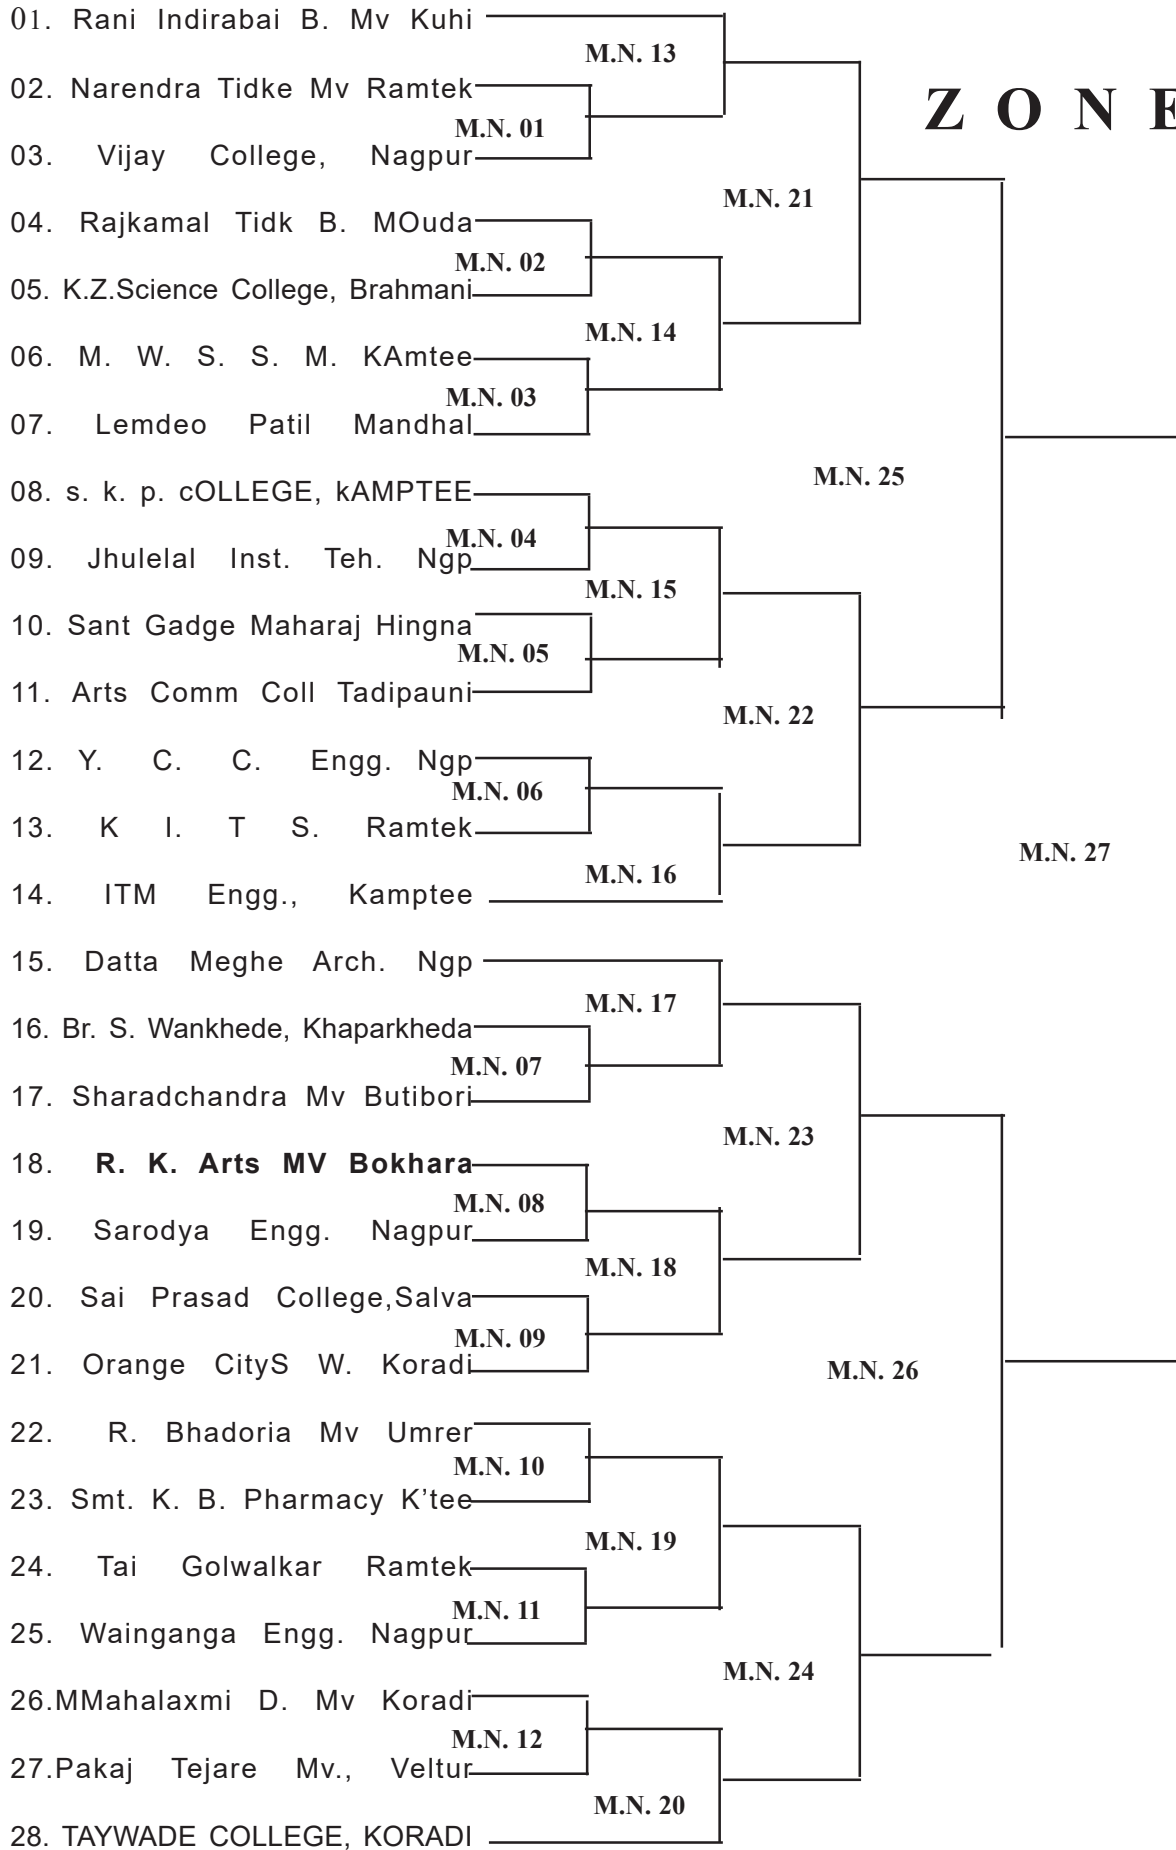 01. Rani Indirabai B. Mv Kuhi
M.N. 13
02. Narendra Tidke Mv Ramtek
Z O N E
M.N. 01
03. Vijay College, Nagpur
M.N. 21
04. Rajkamal Tidk B. MOuda
M.N. 02
05. K.Z.Science College, Brahmani
M.N. 14
06. M. W. S. S. M. KAmtee
M.N. 03
07. Lemdeo Patil Mandhal
M.N. 25
08. s. k. p. cOLLEGE, kAMPTEE
M.N. 04
09. Jhulelal Inst. Teh. Ngp
M.N. 15
10. Sant Gadge Maharaj Hingna
M.N. 05
11. Arts Comm Coll Tadipauni
M.N. 22
12. Y. C. C. Engg. Ngp
M.N. 06
13. K I. T S. Ramtek
M.N. 27
M.N. 16
14. ITM Engg., Kamptee
15. Datta Meghe Arch. Ngp
M.N. 17
16. Br. S. Wankhede, Khaparkheda
M.N. 07
17. Sharadchandra Mv Butibori
M.N. 23
18. R. K. Arts MV Bokhara
M.N. 08
19. Sarodya Engg. Nagpur
M.N. 18
20. Sai Prasad College,Salva
M.N. 09
21. Orange CityS W. Koradi
M.N. 26
22. R. Bhadoria Mv Umrer
M.N. 10
23. Smt. K. B. Pharmacy K'tee
M.N. 19
24. Tai Golwalkar Ramtek
M.N. 11
25. Wainganga Engg. Nagpur
M.N. 24
26.MMahalaxmi D. Mv Koradi
M.N. 12
27.Pakaj Tejare Mv., Veltur
M.N. 20
28. TAYWADE COLLEGE, KORADI